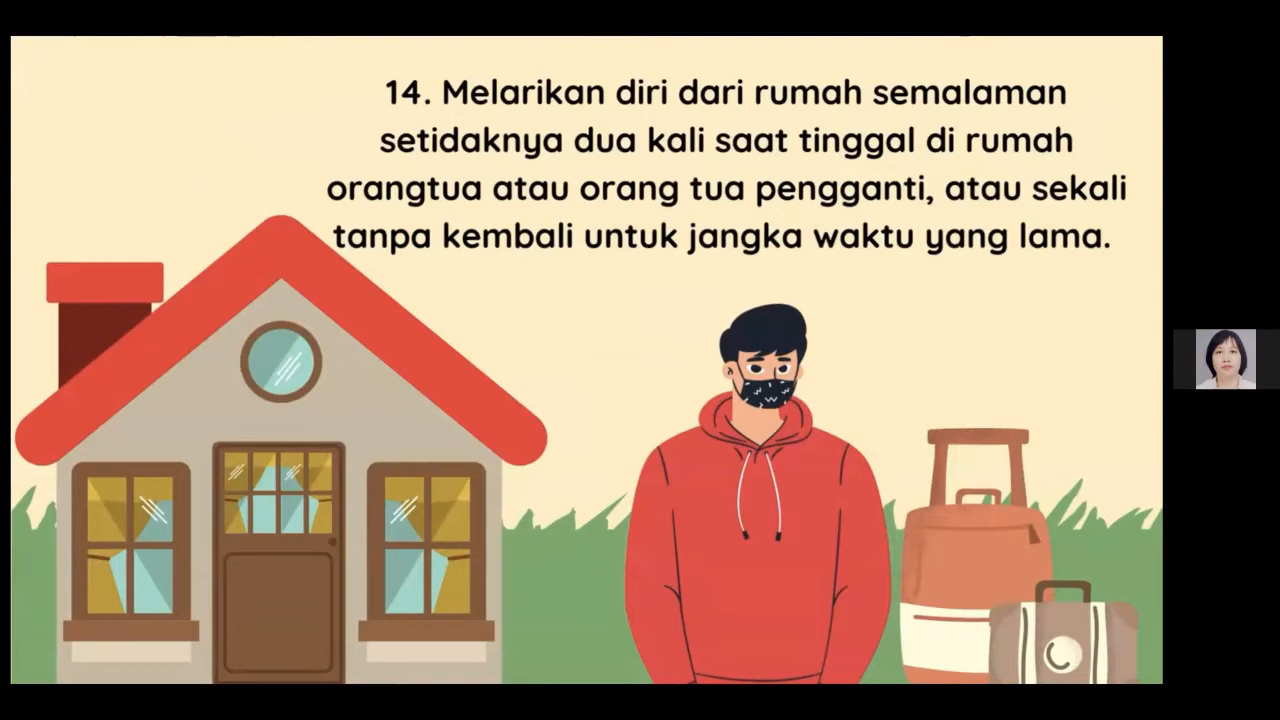 14. Melarikan diri dari rumah semalaman
setidaknya dua kali saat tinggal di rumah
orangtua atau orang tua pengganti, atau sekali
tanpa kembali untuk jangka waktu yang lama.